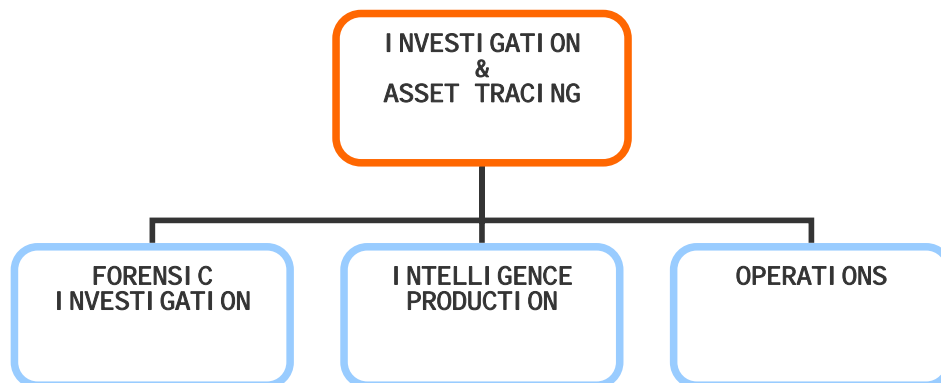 INVESTIGATION
&
ASSET TRACING
FORENSIC
INVESTIGATION
INTELLIGENCE
PRODUCTION
OPERATIONS